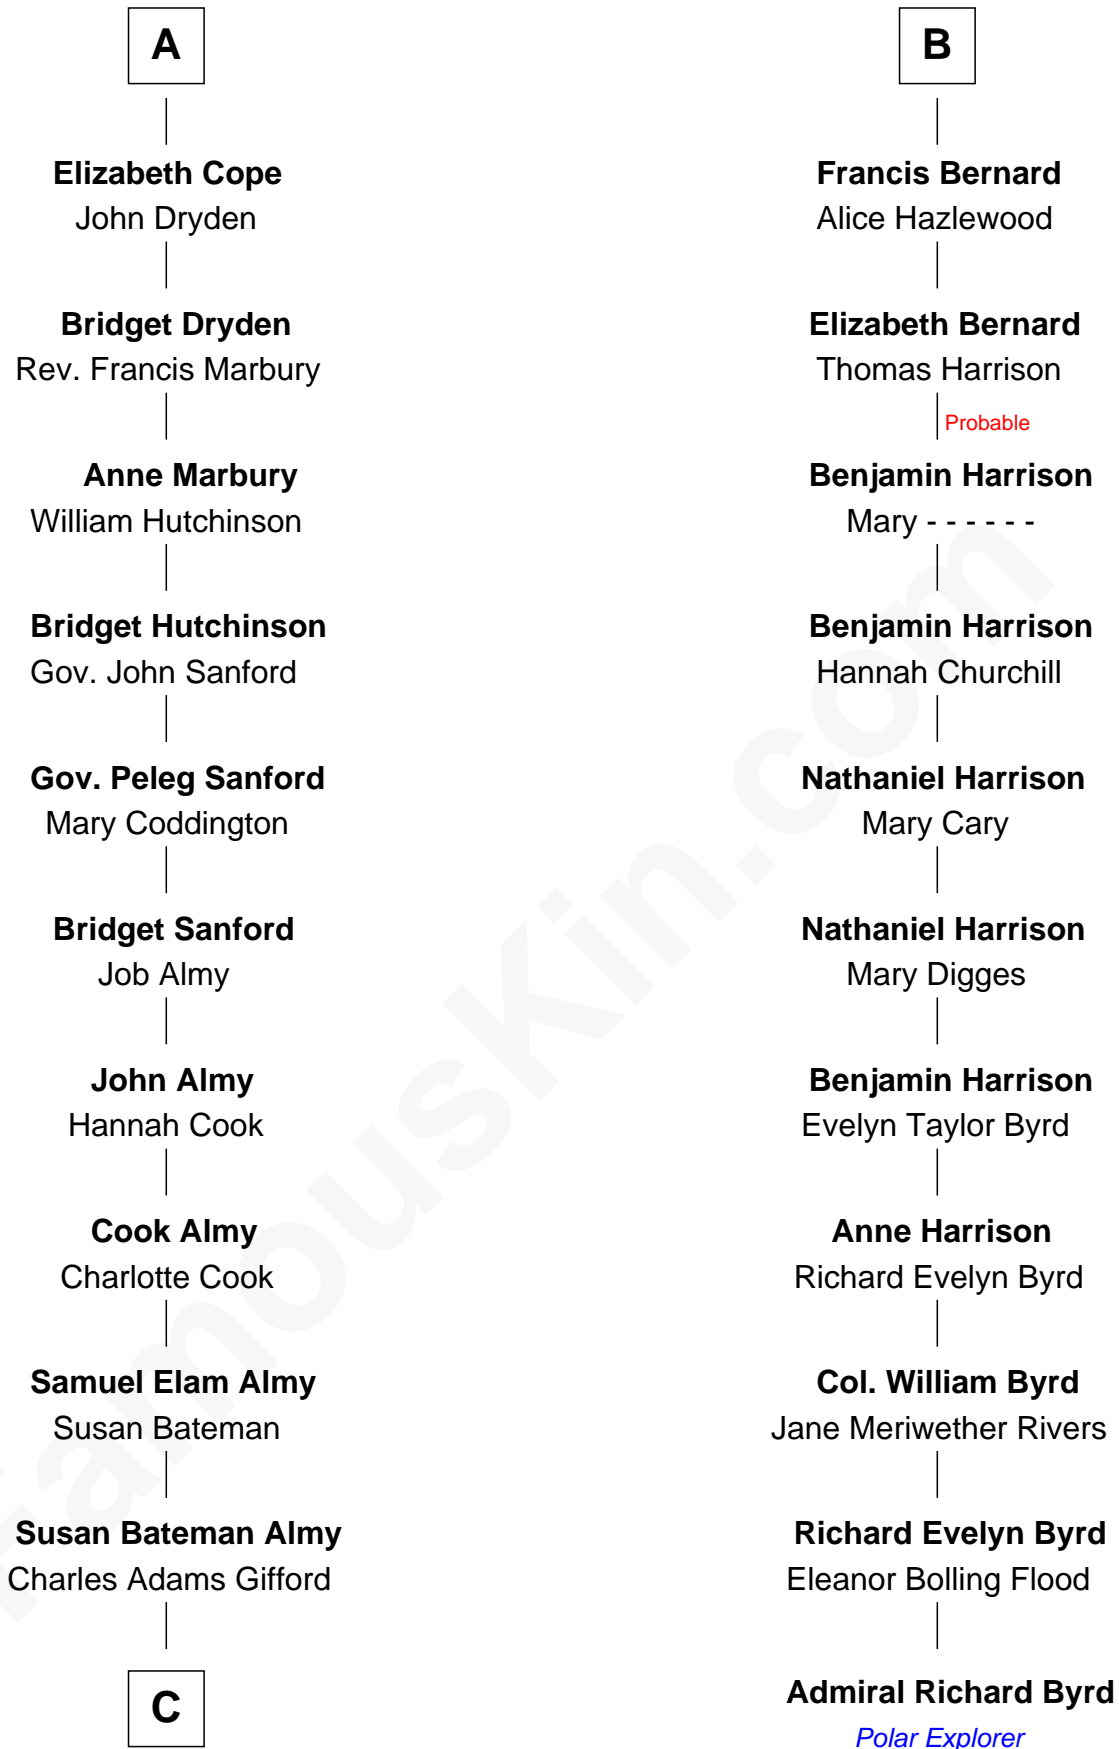 A
Elizabeth Cope
John Dryden
Bridget Dryden
Rev. Francis Marbury
Anne Marbury
William Hutchinson
Bridget Hutchinson
Gov. John Sanford
Gov. Peleg Sanford
Mary Coddington
Bridget Sanford
Job Almy
John Almy
Hannah Cook
Cook Almy
Charlotte Cook
Samuel Elam Almy
Susan Bateman
Susan Bateman Almy
Charles Adams Gifford
C
B
Francis Bernard
Alice Hazlewood
Elizabeth Bernard
Thomas Harrison
Probable
Benjamin Harrison
Mary - - - - - -
Benjamin Harrison
Hannah Churchill
Nathaniel Harrison
Mary Cary
Nathaniel Harrison
Mary Digges
Benjamin Harrison
Evelyn Taylor Byrd
Anne Harrison
Richard Evelyn Byrd
Col. William Byrd
Jane Meriwether Rivers
Richard Evelyn Byrd
Eleanor Bolling Flood
Admiral Richard Byrd
Polar Explorer
FamousKin.com